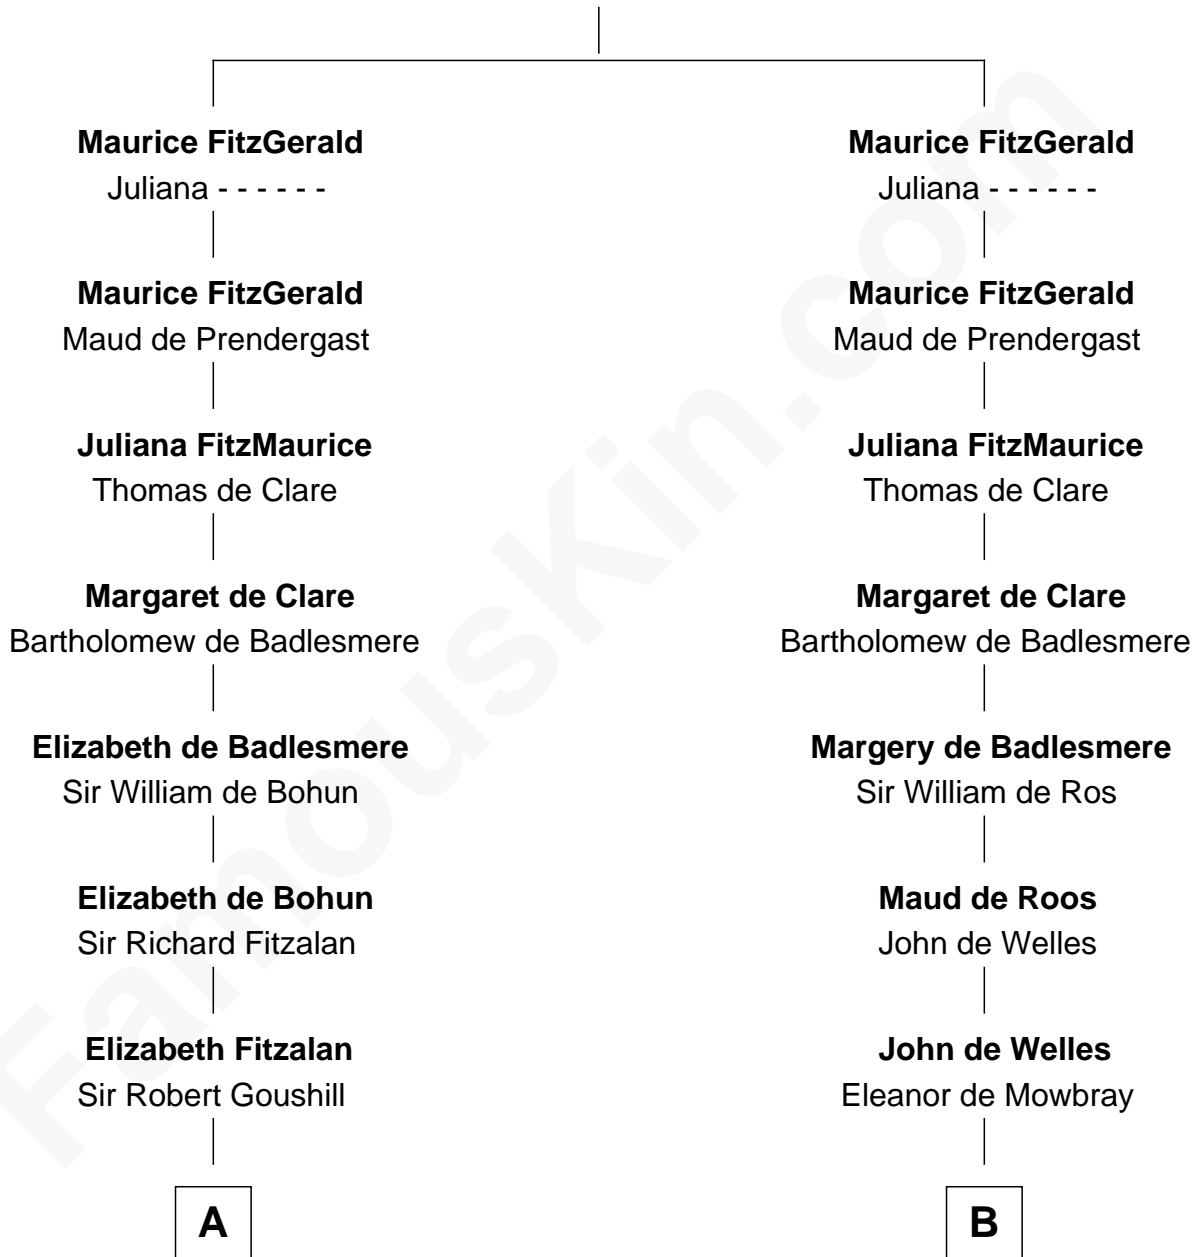 Maurice FitzGerald
Juliana - - - - - -
Maurice FitzGerald
Maud de Prendergast
Juliana FitzMaurice
Thomas de Clare
Margaret de Clare
Bartholomew de Badlesmere
Elizabeth de Badlesmere
Sir William de Bohun
Elizabeth de Bohun
Sir Richard Fitzalan
Elizabeth Fitzalan
Sir Robert Goushill
A
Maurice FitzGerald
Juliana - - - - - -
Maurice FitzGerald
Maud de Prendergast
Juliana FitzMaurice
Thomas de Clare
Margaret de Clare
Bartholomew de Badlesmere
Margery de Badlesmere
Sir William de Ros
Maud de Roos
John de Welles
John de Welles
Eleanor de Mowbray
B
FamousKin.com